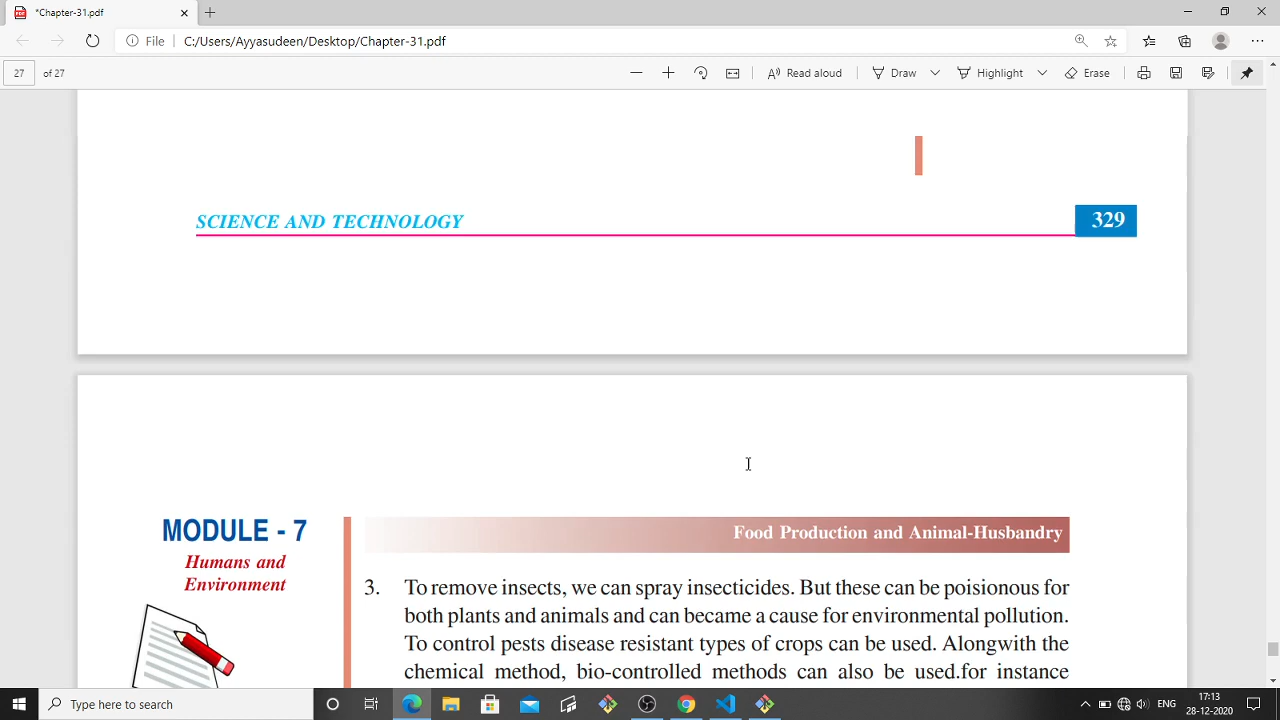 *Chapter-31.pdf
File
C:/Users/Ayyasudeen/Desktop/Chapter-31.pdf
27 of 27
Read aloud
Draw
Highlight
Erase
SCIENCE AND TECHNOLOGY
329
MODULE - 7
Humans and
Environment
Food Production and Animal-Husbandry
3. To remove insects, we can spray insecticides. But these can be poisionous for
both plants and animals and can became a cause for environmental pollution.
To control pests disease resistant types of crops can be used. Alongwith the
chemical method, bio-controlled methods can also be used.for instance
Type here to search
ENG
17:13
28-12-2020